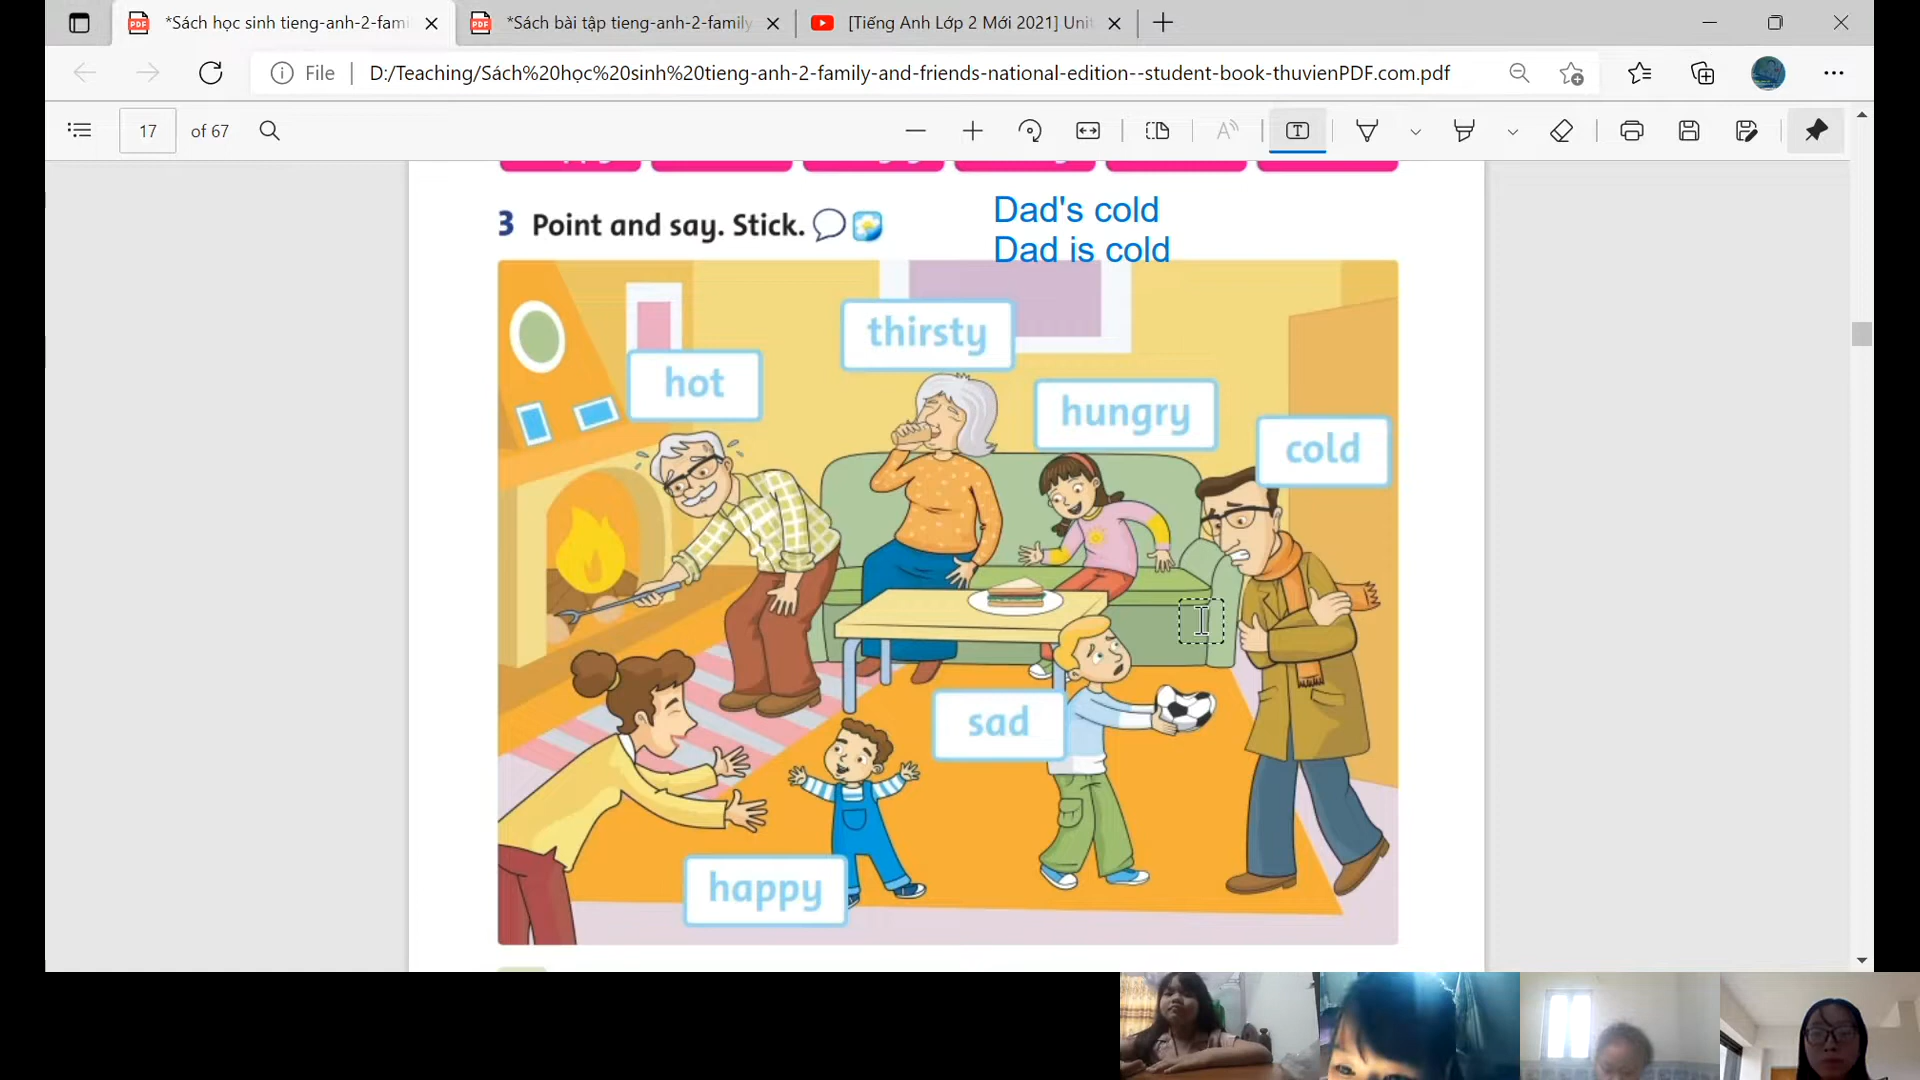 *Sách học sinh tieng-anh-2-fami
*Sách bài tập tieng-anh-2-family
[Tiếng Anh Lớp 2 Mới 2021] Uni
File
D:/Teaching/Sách%20học%20sinh%20tieng-anh-2-family-and-friends-national-edition--student-book-thuvienPDF.com.pdf
17 of 67
Dad's cold
3 Point and say. Stick.
Dad is cold
thirsty
hot
hungry
cold
sad
happy